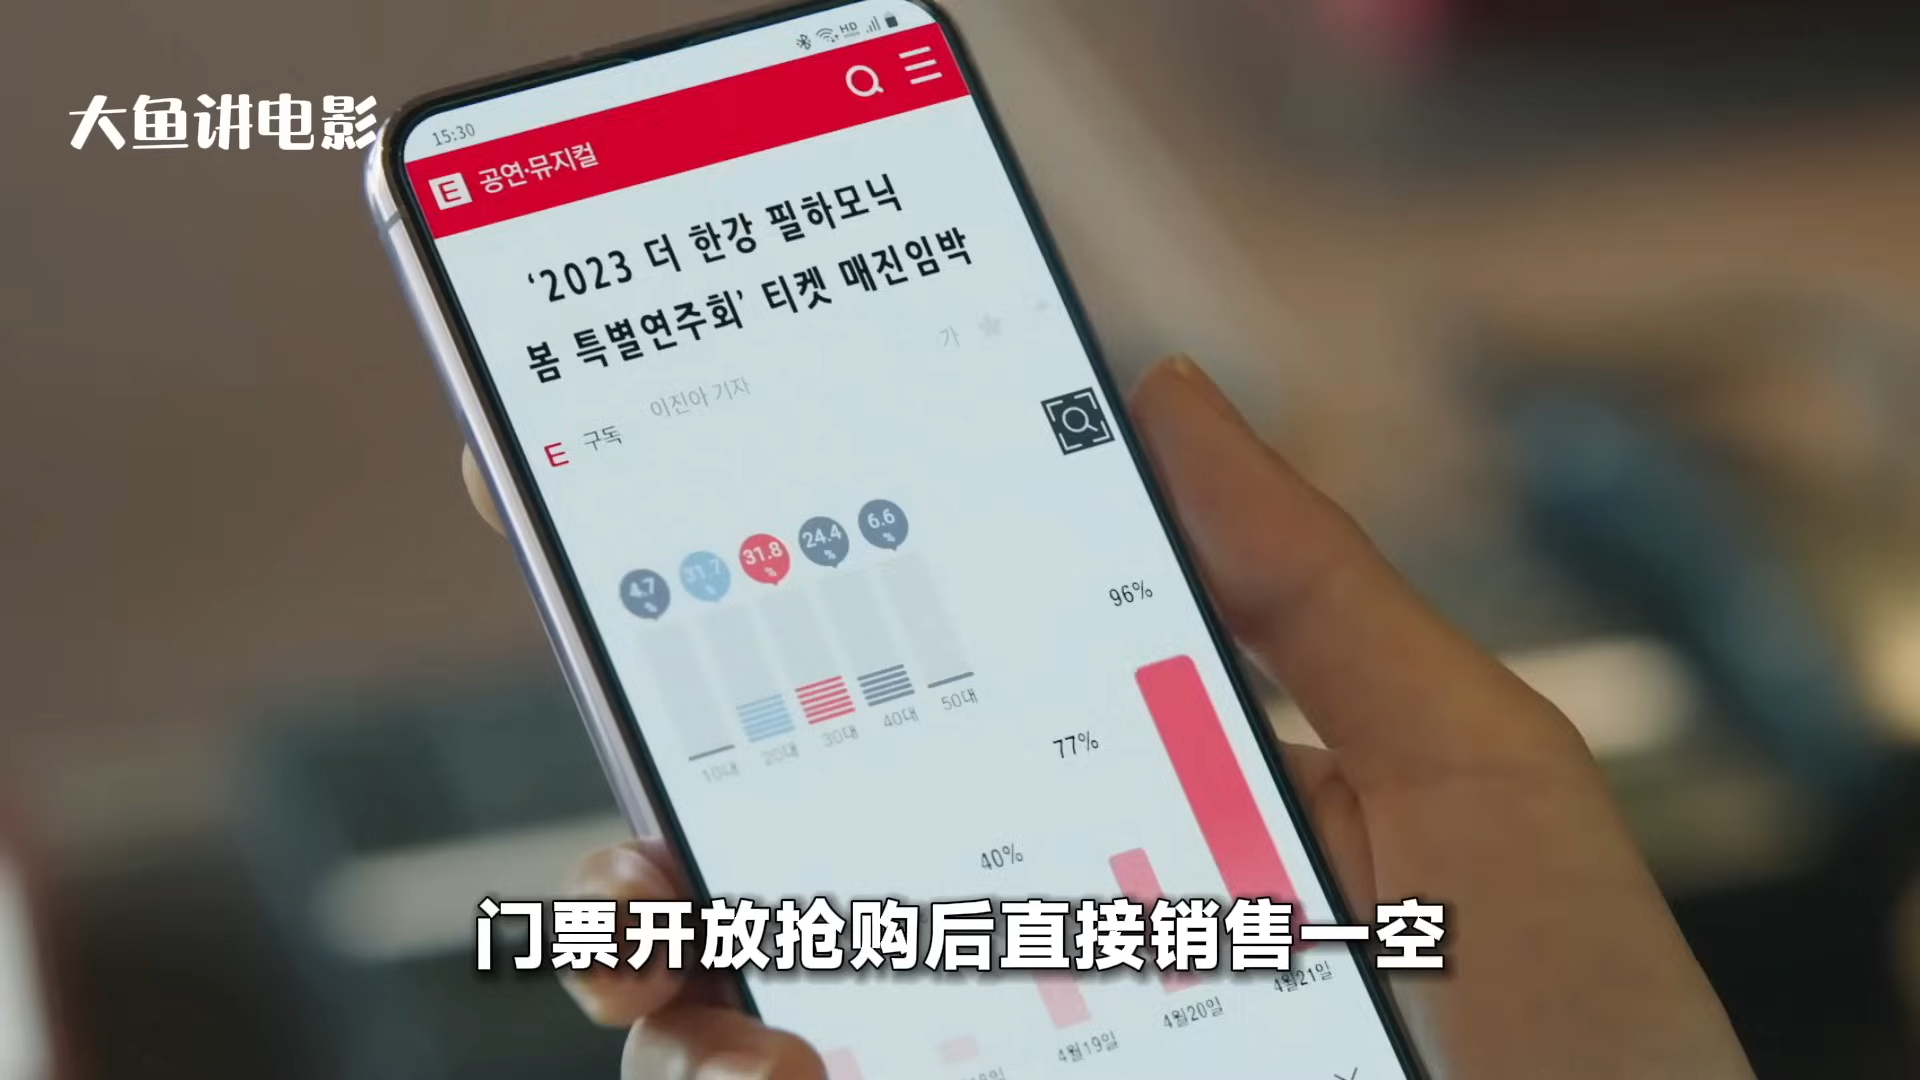 大鱼讲电影
15:30
HD
E 공연·뮤지컬
‘2023 더 한강 필하모닉
봄 특별연주회’ 티켓 매진임박
가
이진아 기자
E 구독
4.7 %
31.7 %
31.8 %
24.4 %
6.6 %
10대
20대
30대
40대
50대
96%
77%
40%
门票开放抢购后直接销售一空
4월21일
4월20일
4월19일